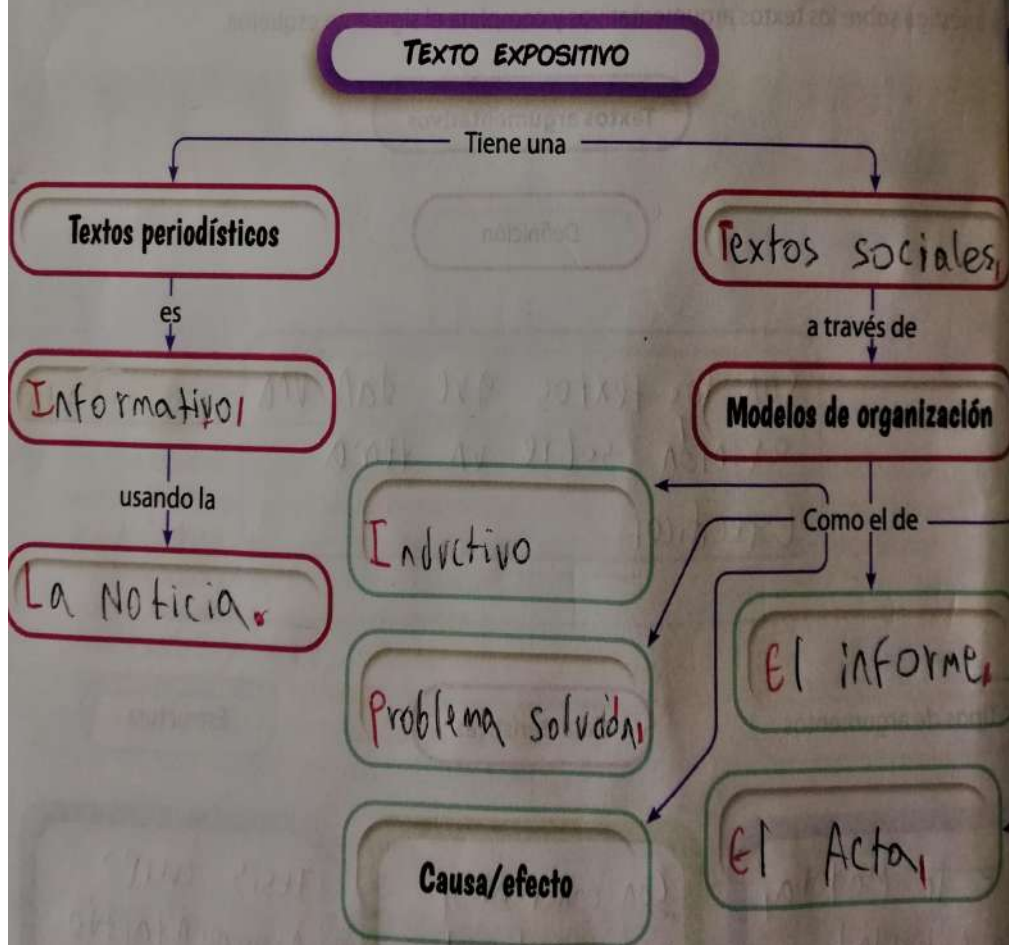 TEXTO EXPOSITIVO
Tiene una
Textos periodísticos
Textos sociales,
es
a través de
Informativo,
Modelos de organización
usando la
Como el de
Inductivo
La Noticia.
El informe,
Problema solución,
Causa/efecto
El Acta,